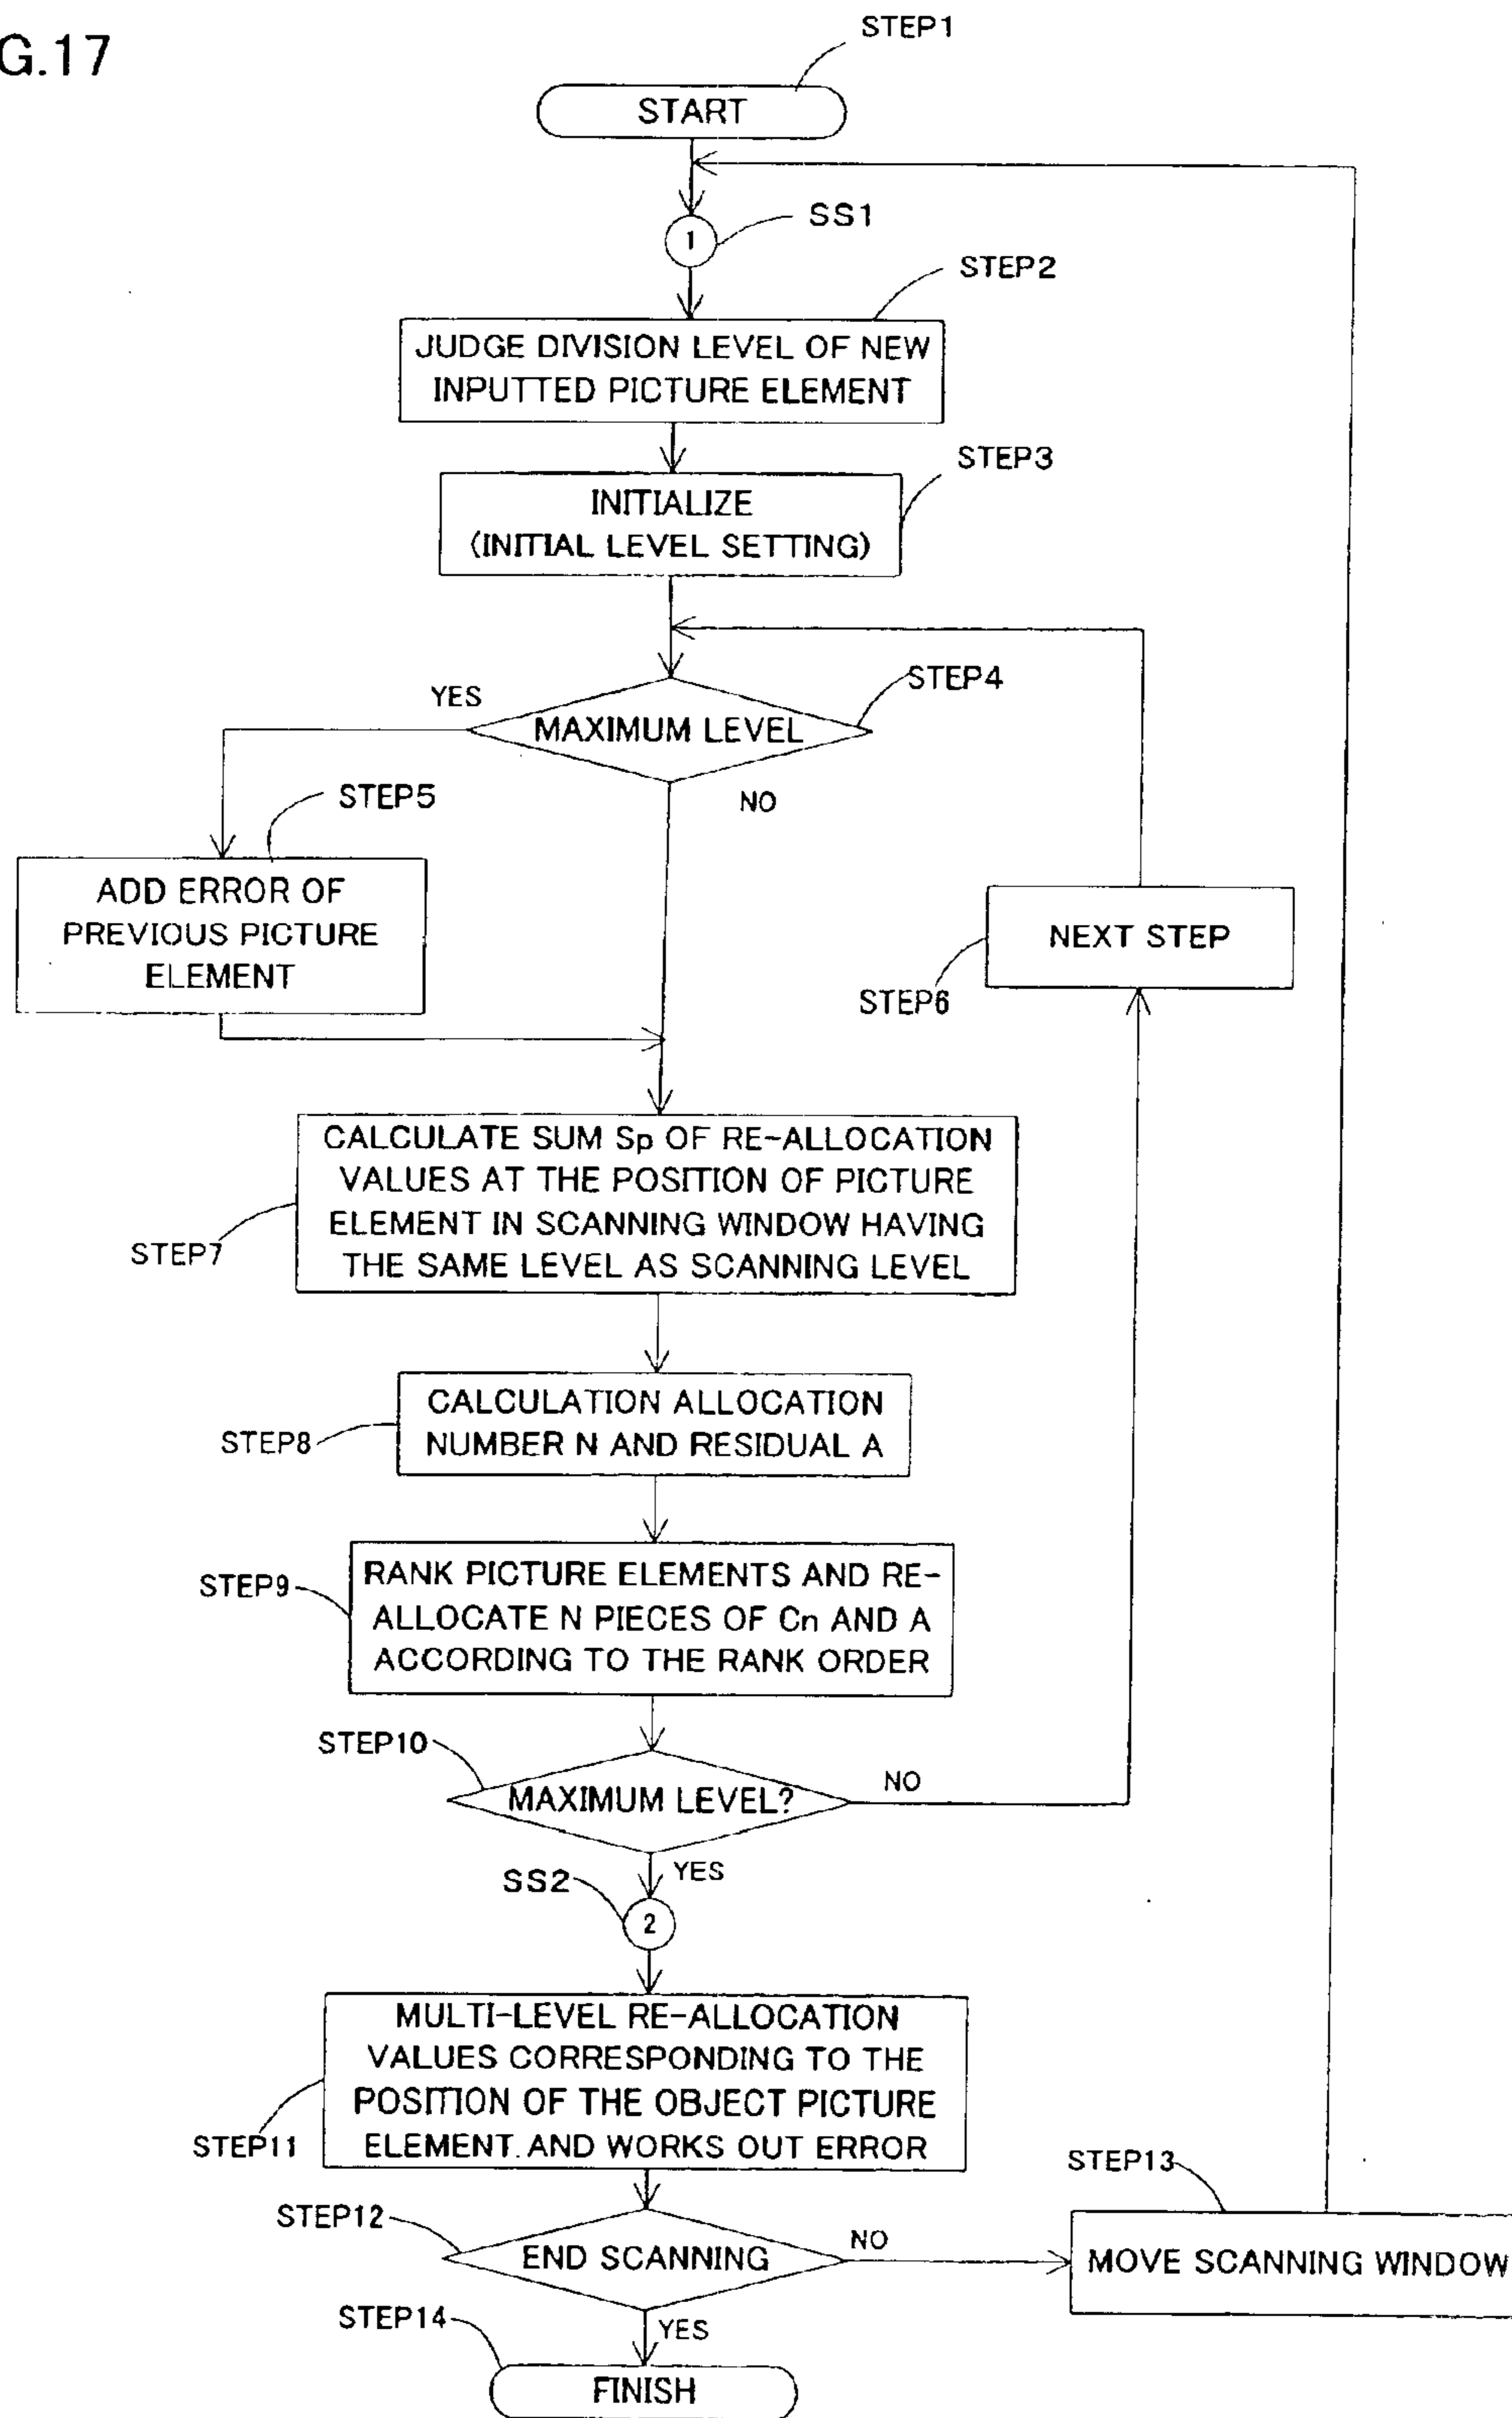 G.17
STEP1
START
1
SS1
STEP2
JUDGE DIVISION LEVEL OF NEW
INPUTTED PICTURE ELEMENT
STEP3
INITIALIZE
(INITIAL LEVEL SETTING)
STEP4
YES
MAXIMUM LEVEL
NO
STEP5
ADD ERROR OF
PREVIOUS PICTURE
ELEMENT
NEXT STEP
STEP6
CALCULATE SUM Sp OF RE-ALLOCATION
VALUES AT THE POSITION OF PICTURE
ELEMENT IN SCANNING WINDOW HAVING
THE SAME LEVEL AS SCANNING LEVEL
STEP7
CALCULATION ALLOCATION
NUMBER N AND RESIDUAL A
STEP8
RANK PICTURE ELEMENTS AND RE-
ALLOCATE N PIECES OF Cn AND A
ACCORDING TO THE RANK ORDER
STEP9
STEP10
MAXIMUM LEVEL?
NO
YES
SS2
2
MULTI-LEVEL RE-ALLOCATION
VALUES CORRESPONDING TO THE
POSITION OF THE OBJECT PICTURE
ELEMENT. AND WORKS OUT ERROR
STEP11
STEP12
END SCANNING
NO
STEP13
MOVE SCANNING WINDOW
YES
STEP14
FINISH